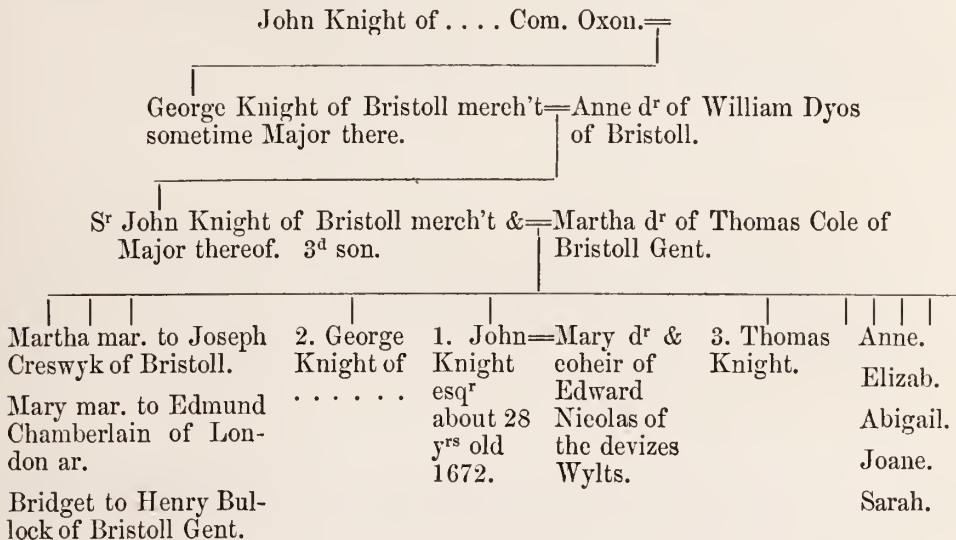 John Knight of .... Com. Oxon.=
George Knight of Bristoll merch't=Anne dʳ of William Dyos
sometime Major there. of Bristoll.
Sʳ John Knight of Bristoll merch't &=Martha dʳ of Thomas Cole of
Major thereof. 3ᵈ son. Bristoll Gent.
Martha mar. to Joseph
Creswyk of Bristoll.
Mary mar. to Edmund
Chamberlain of Lon-
don ar.
Bridget to Henry Bul-
lock of Bristoll Gent.
2. George
Knight of
......
1. John=
Knight
esqʳ
about 28
yʳˢ old
1672.
Mary dʳ &
coheir of
Edward
Nicolas of
the devizes
Wylts.
3. Thomas
Knight.
Anne.
Elizab.
Abigail.
Joane.
Sarah.